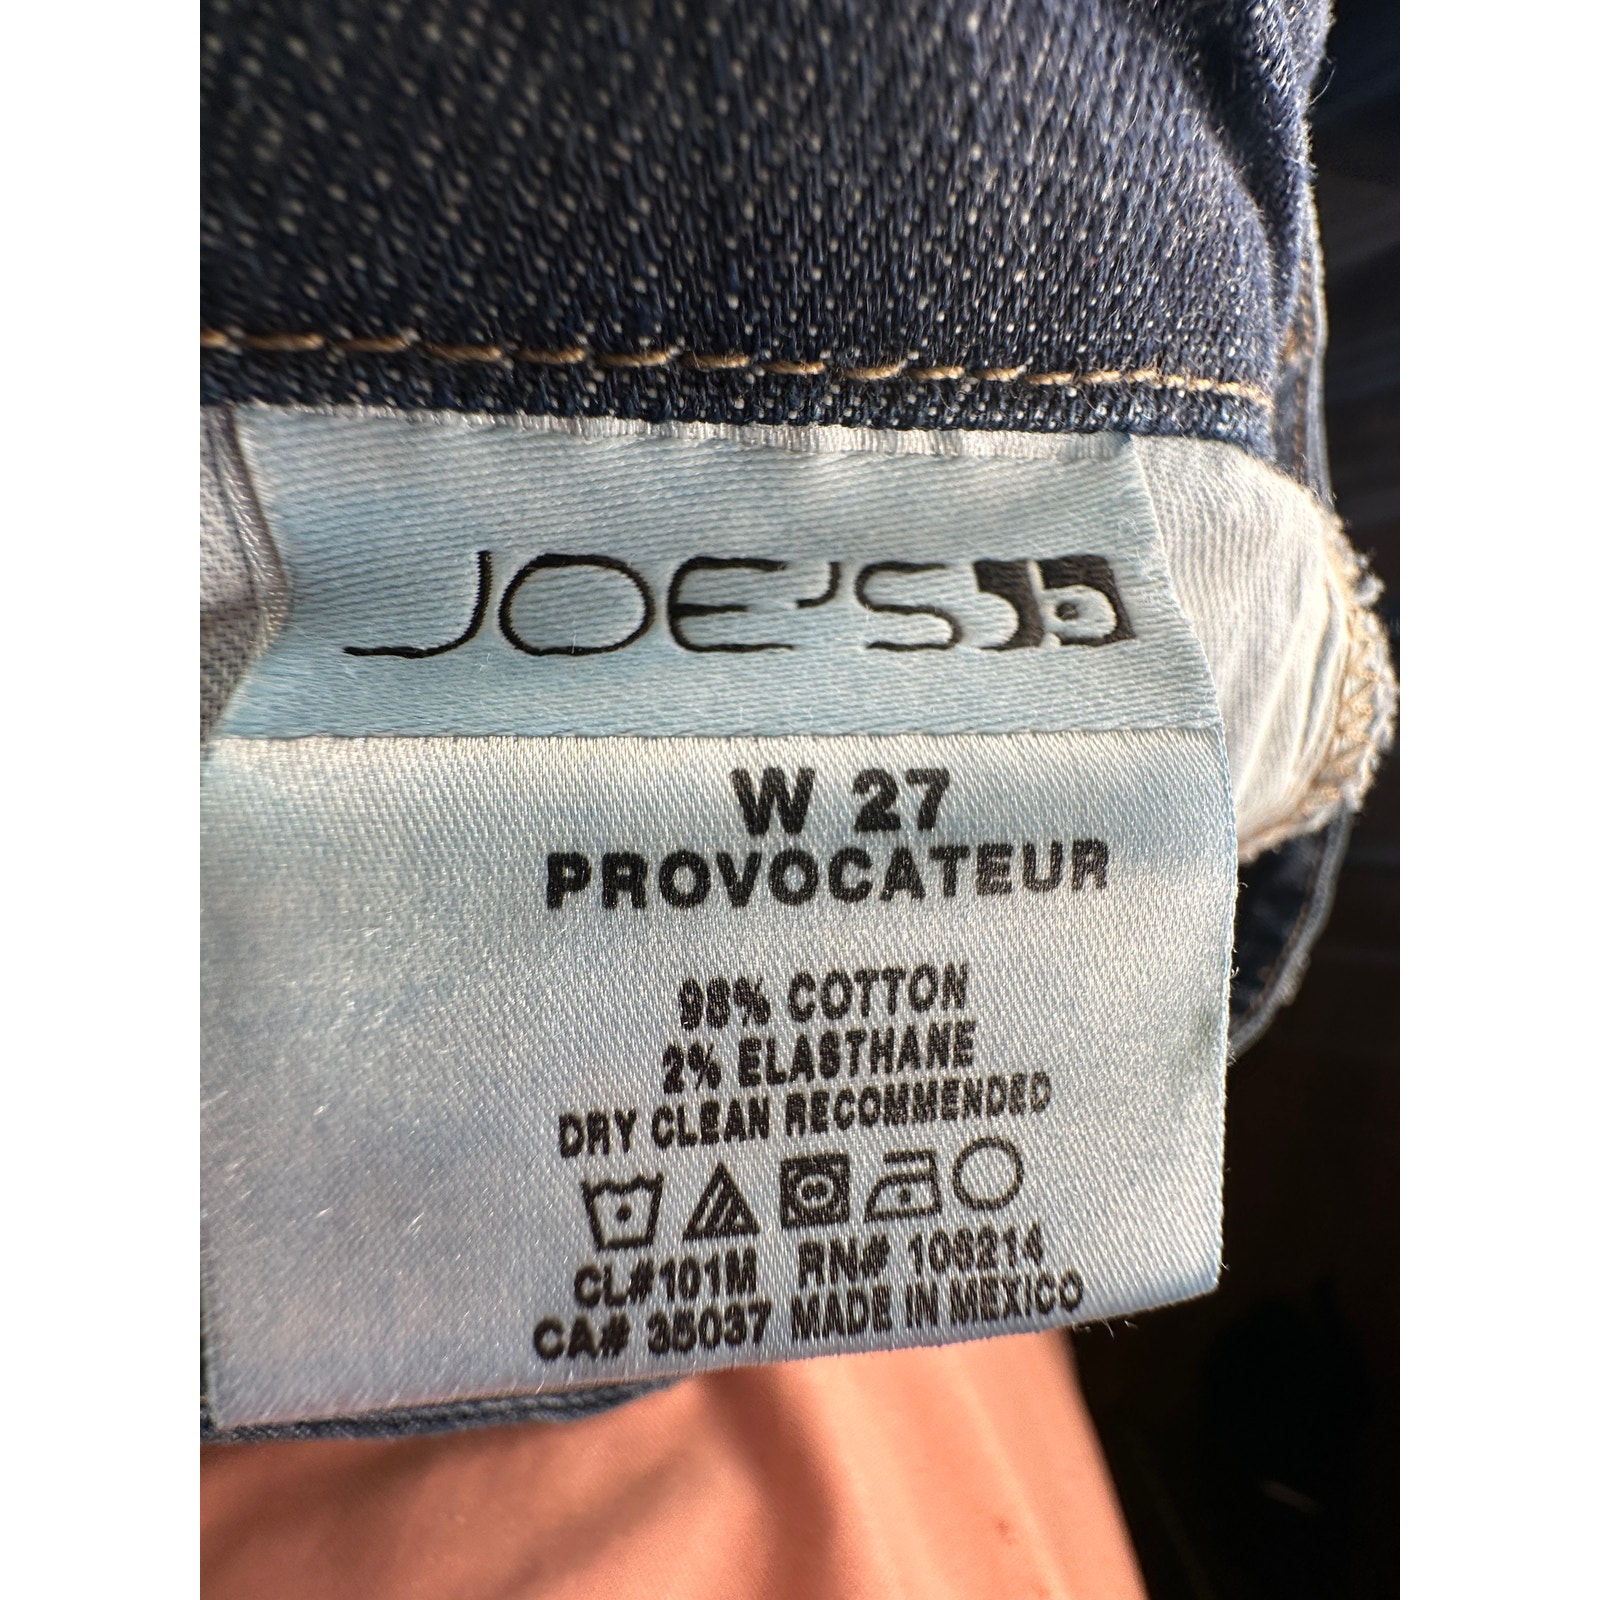 JOE'S
W 27
PROVOCATEUR
98% COTTON
2% ELASTHANE
DRY CLEAN RECOMMENDED
CL#101M RN# 106214
CA# 35037 MADE IN MEXICO